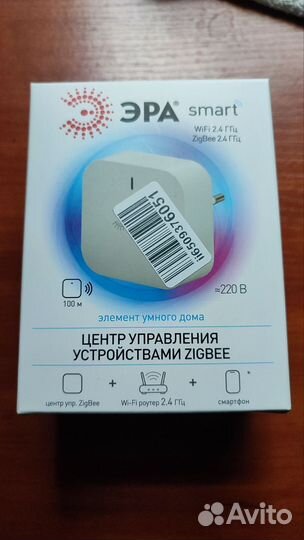 ЭРА® smart
WiFi 2.4 ГГц
ZigBee 2.4 ГГц
ii6509376051
100 м
≈220 В
элемент умного дома
ЦЕНТР УПРАВЛЕНИЯ
УСТРОЙСТВАМИ ZIGBEE
+ +
центр упр. ZigBee Wi-Fi роутер 2.4 ГГц смартфон
Avito